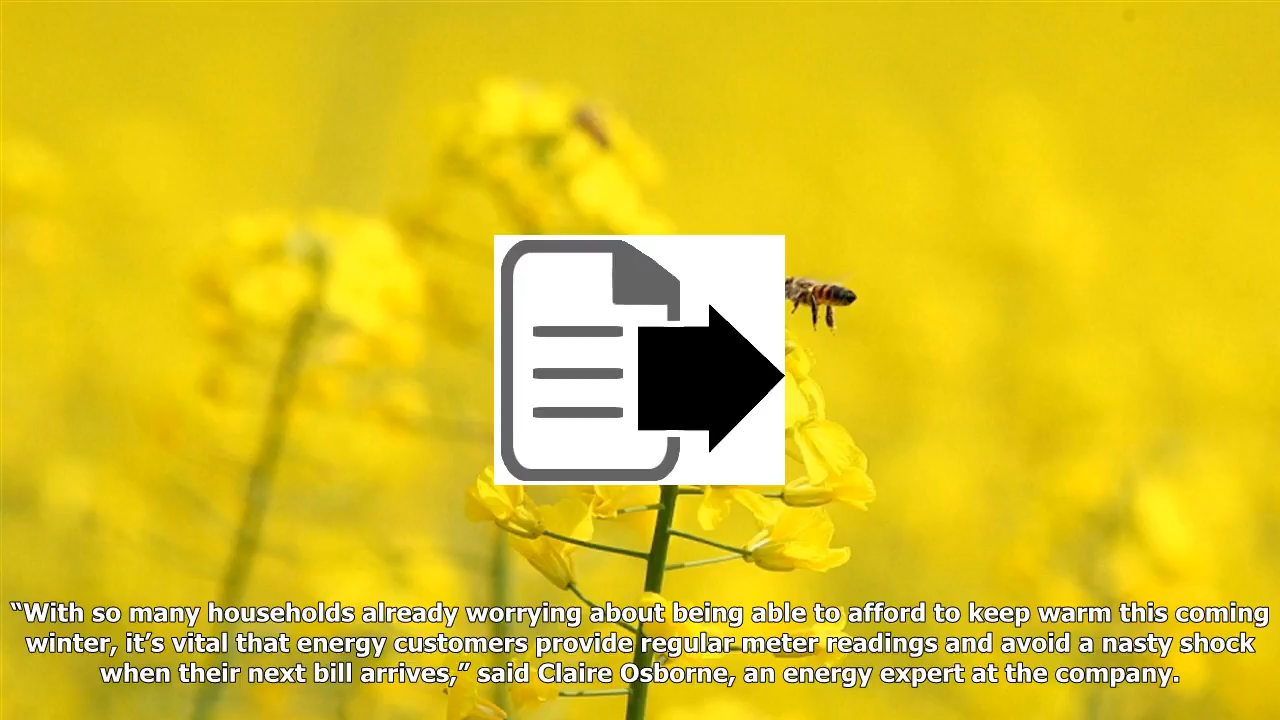 “With so many households already worrying about being able to afford to keep warm this coming
winter, it’s vital that energy customers provide regular meter readings and avoid a nasty shock
when their next bill arrives,” said Claire Osborne, an energy expert at the company.